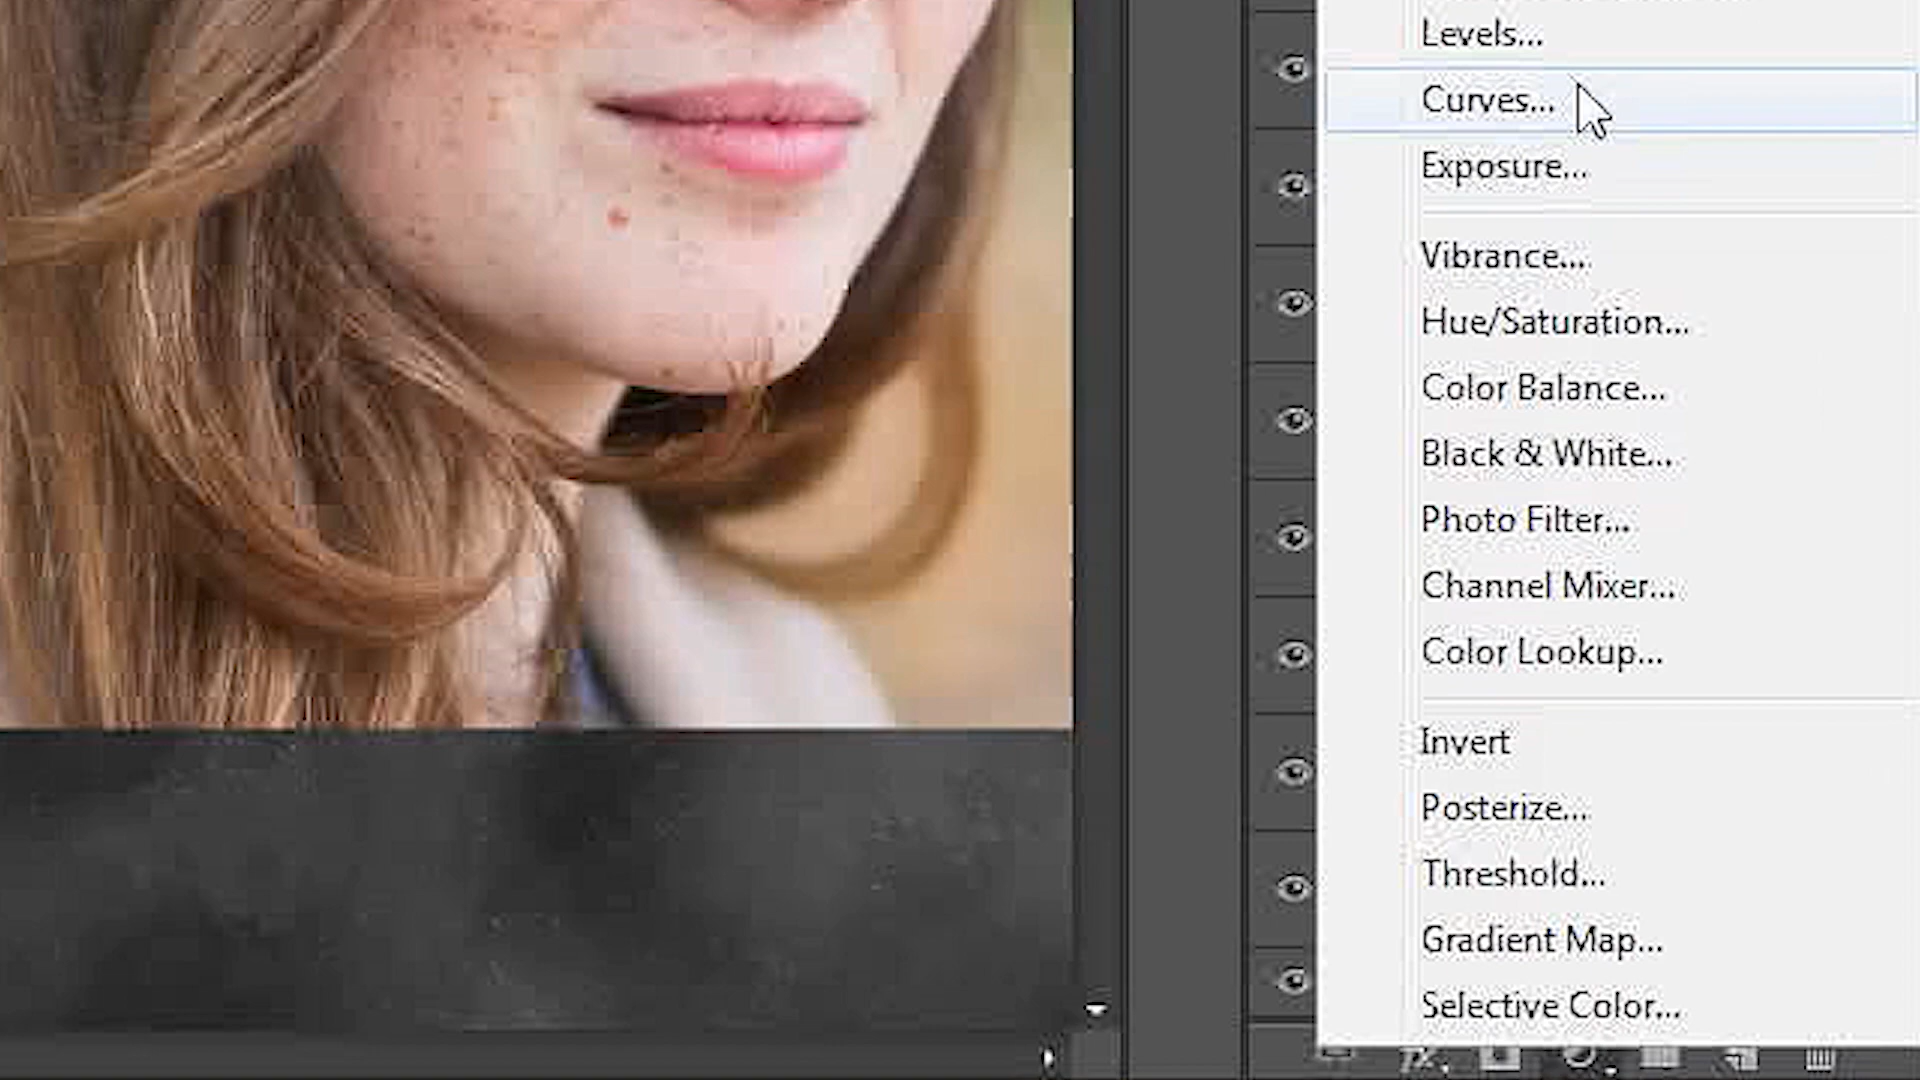 Levels...
Curves...
Exposure...
Vibrance...
Hue/Saturation...
Color Balance...
Black & White...
Photo Filter...
Channel Mixer...
Color Lookup...
Invert
Posterize...
Threshold...
Gradient Map...
Selective Color...
fx